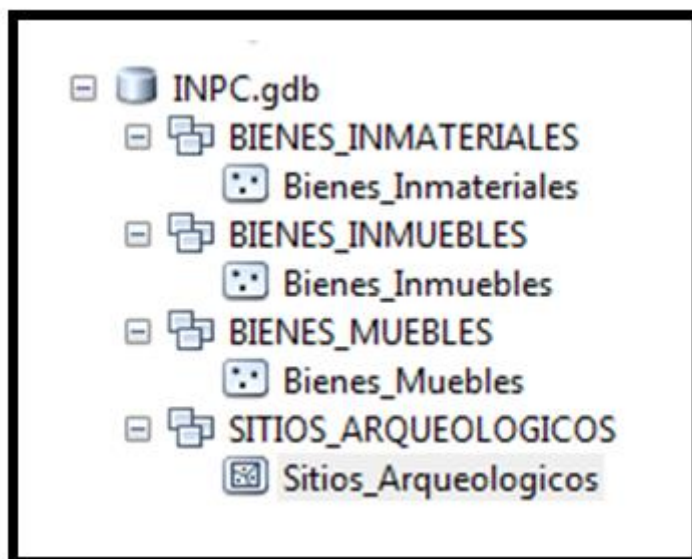 INPC.gdb
BIENES_INMATERIALES
Bienes_Inmateriales
BIENES_INMUEBLES
Bienes_Inmuebles
BIENES_MUEBLES
Bienes_Muebles
SITIOS_ARQUEOLOGICOS
Sitios_Arqueologicos